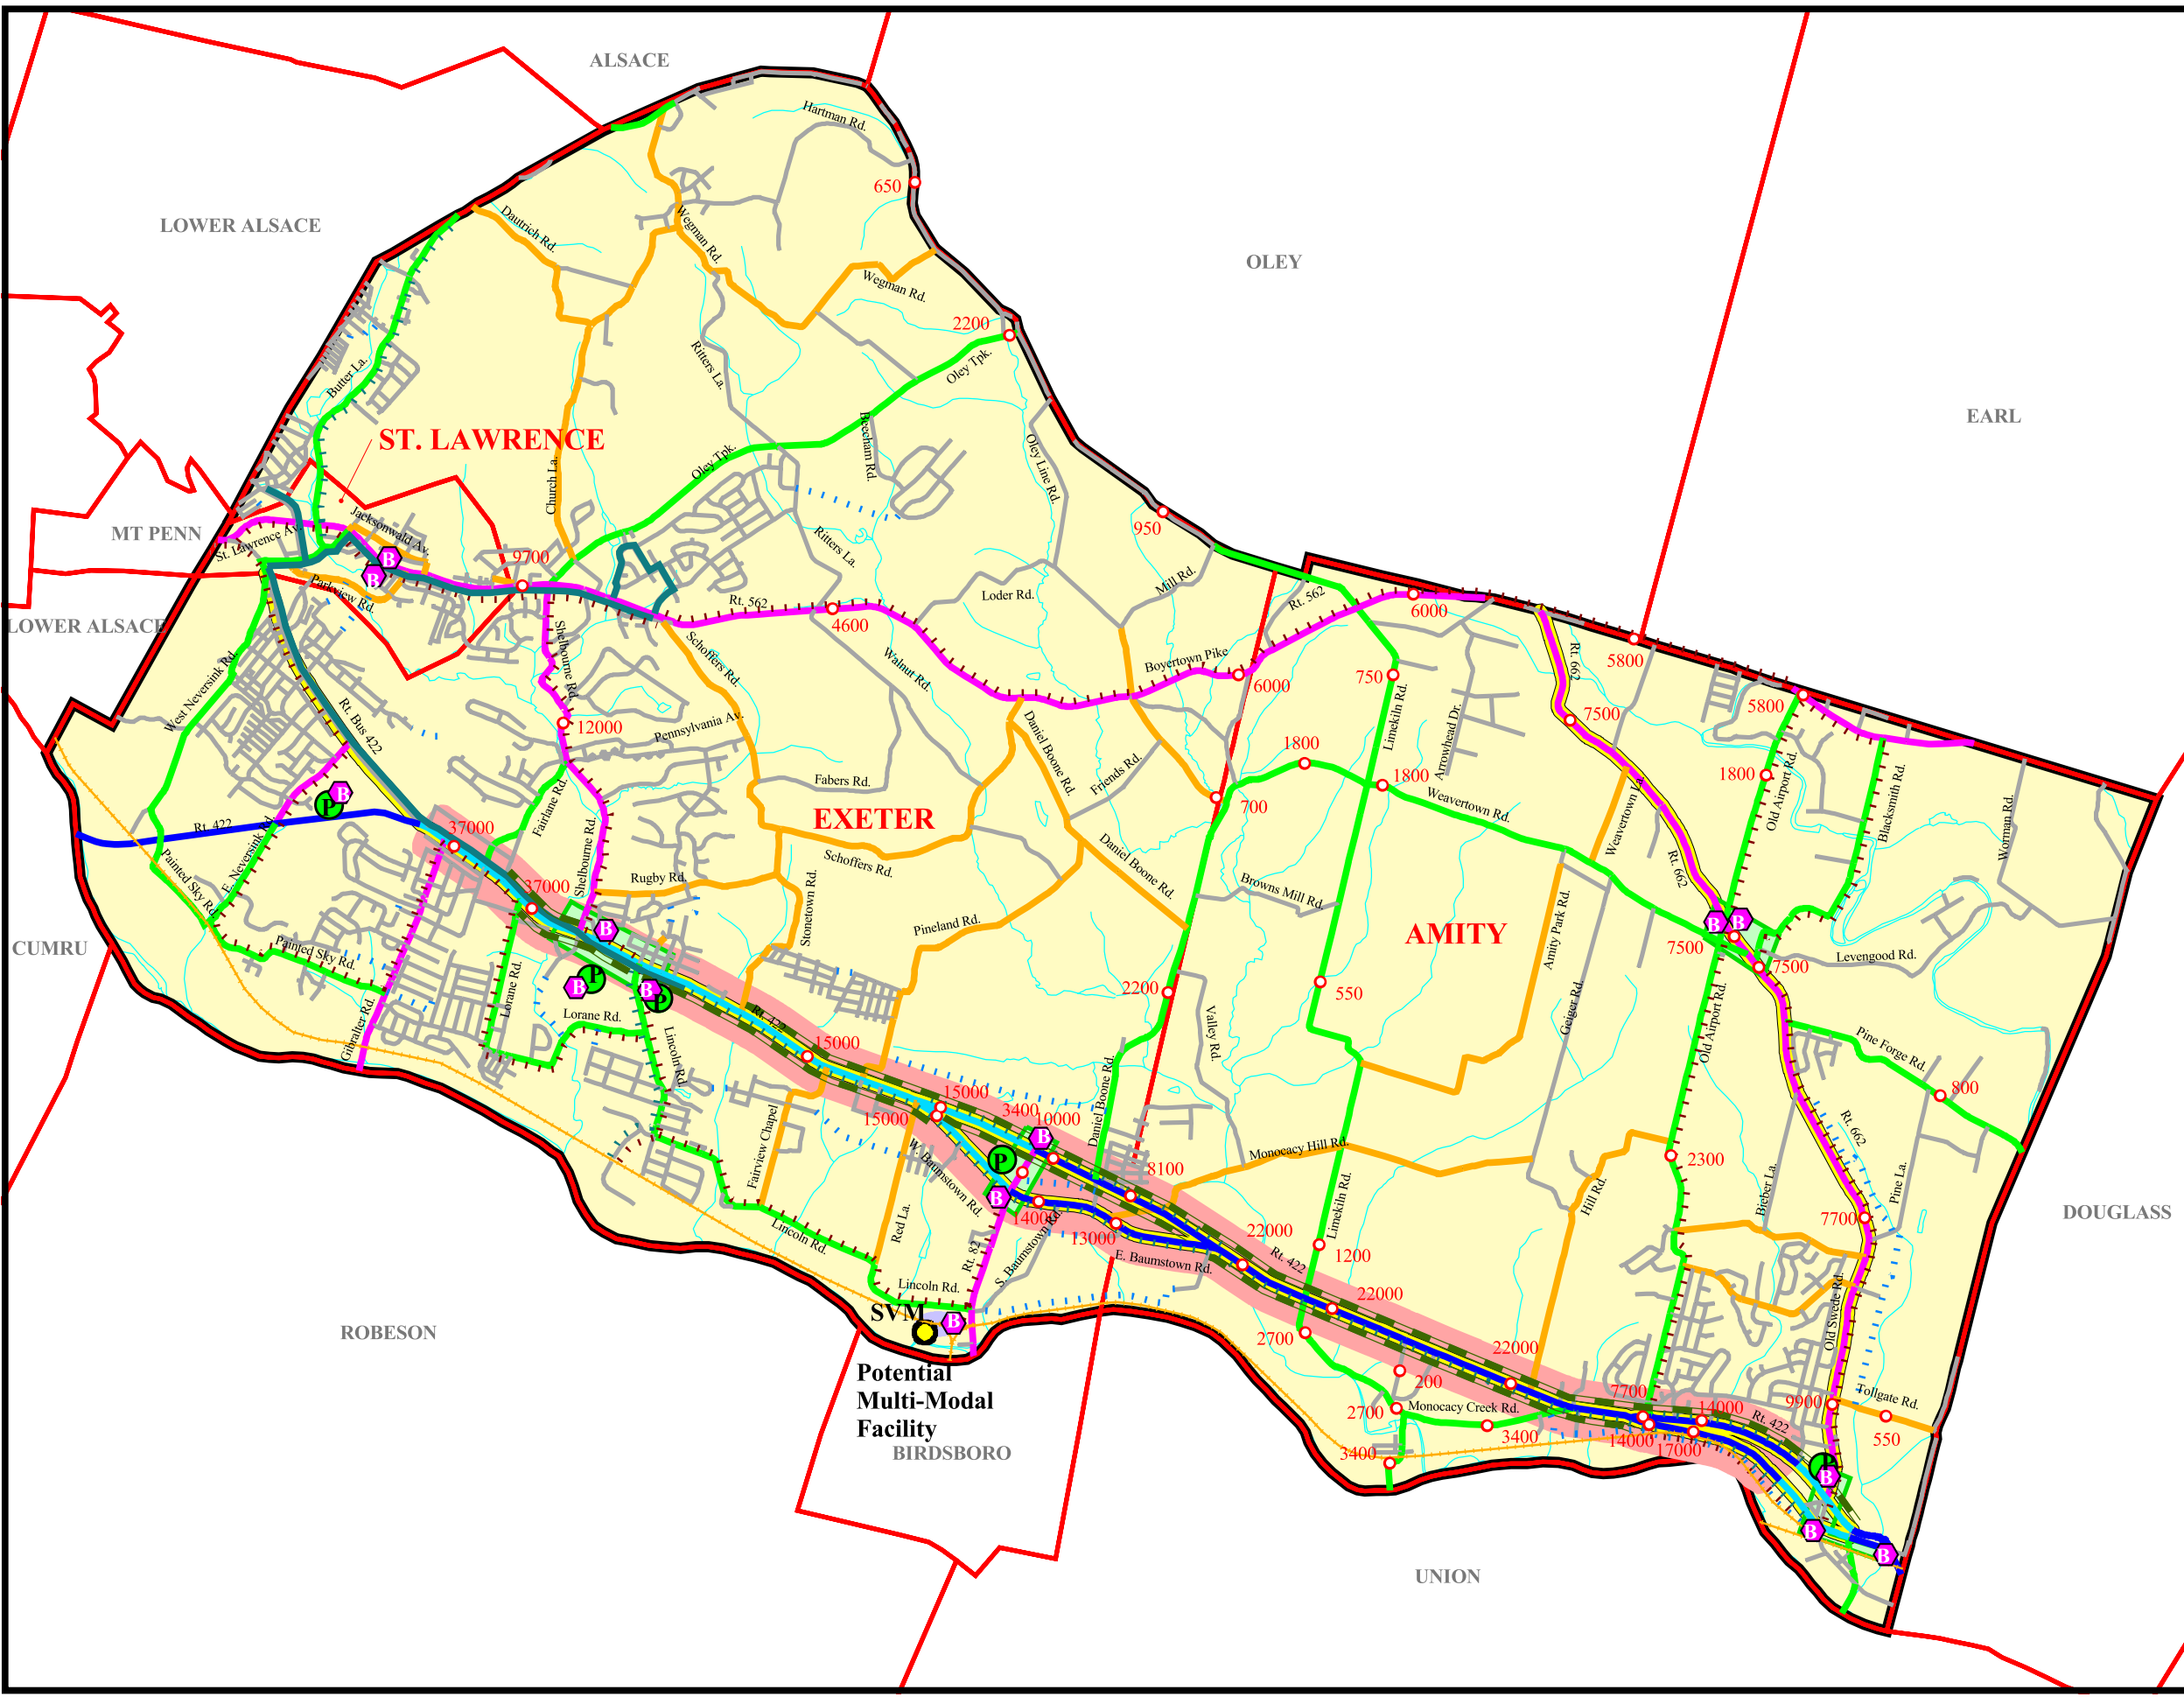 ALSACE
Hartman Rd.
650
LOWER ALSACE
Dautrich Rd.
Wegman Rd.
OLEY
Wegman Rd.
2200
Oley Tpk.
Ritters La.
Butter La.
EARL
ST. LAWRENCE
Beecham Rd.
Oley Line Rd.
Oley Tpk.
Church La.
MT PENN
St. Lawrence Av.
Jacksonwald Av.
950
Ritters La.
9700
B
B
Parkview Rd.
Mill Rd.
Loder Rd.
Rt. 562
Rt. 562
4600
6000
LOWER ALSACE
5800
Shelbourne Rd.
Schoffers Rd.
Walnut Rd.
Boyertown Pike
6000
750
Rt. 662
West Neversink Rd.
5800
Rt. Bus 422
12000
Pennsylvania Av.
Daniel Boone Rd.
Limekiln Rd.
Arrowhead Dr.
7500
1800
1800
1800
Friends Rd.
Fabers Rd.
Weavertown Rd.
Old Airport Rd.
Blacksmith Rd.
Worman Rd.
B
P
700
EXETER
Rt. 422
37000
Fairlane Rd.
Shelbourne Rd.
E. Neversink Rd.
Painted Sky Rd.
Schoffers Rd.
Daniel Boone Rd.
Rt. 662
Rugby Rd.
37000
Browns Mill Rd.
Stonetown Rd.
Pineland Rd.
AMITY
Amity Park Rd.
B
B
7500
CUMRU
Painted Sky Rd.
B
7500
Levengood Rd.
P
B
B
P
2200
550
Lorane Rd.
Geiger Rd.
Old Airport Rd.
Valley Rd.
Gibralter Rd.
Lorane Rd.
Rt. 422
15000
Lincoln Rd.
Pine Forge Rd.
800
Daniel Boone Rd.
15000
15000
3400
10000
B
Rt. 662
Fairview Chapel
P
8100
Monocacy Hill Rd.
2300
Bieber La.
Pine La.
W. Baumstown Rd.
B
14000
Hill Rd.
7700
DOUGLASS
Red La.
Lincoln Rd.
13000
22000
Limekiln Rd.
1200
Rt. 82
S. Baumstown Rd.
E. Baumstown Rd.
Rt. 422
Lincoln Rd.
22000
Old Swede Rd.
SVM
B
ROBESON
2700
22000
Potential
Multi-Modal
Facility
200
7700
Tollgate Rd.
2700
Monocacy Creek Rd.
9900
14000
Rt. 422
3400
14000
17000
550
BIRDSBORO
3400
P
B
B
B
UNION